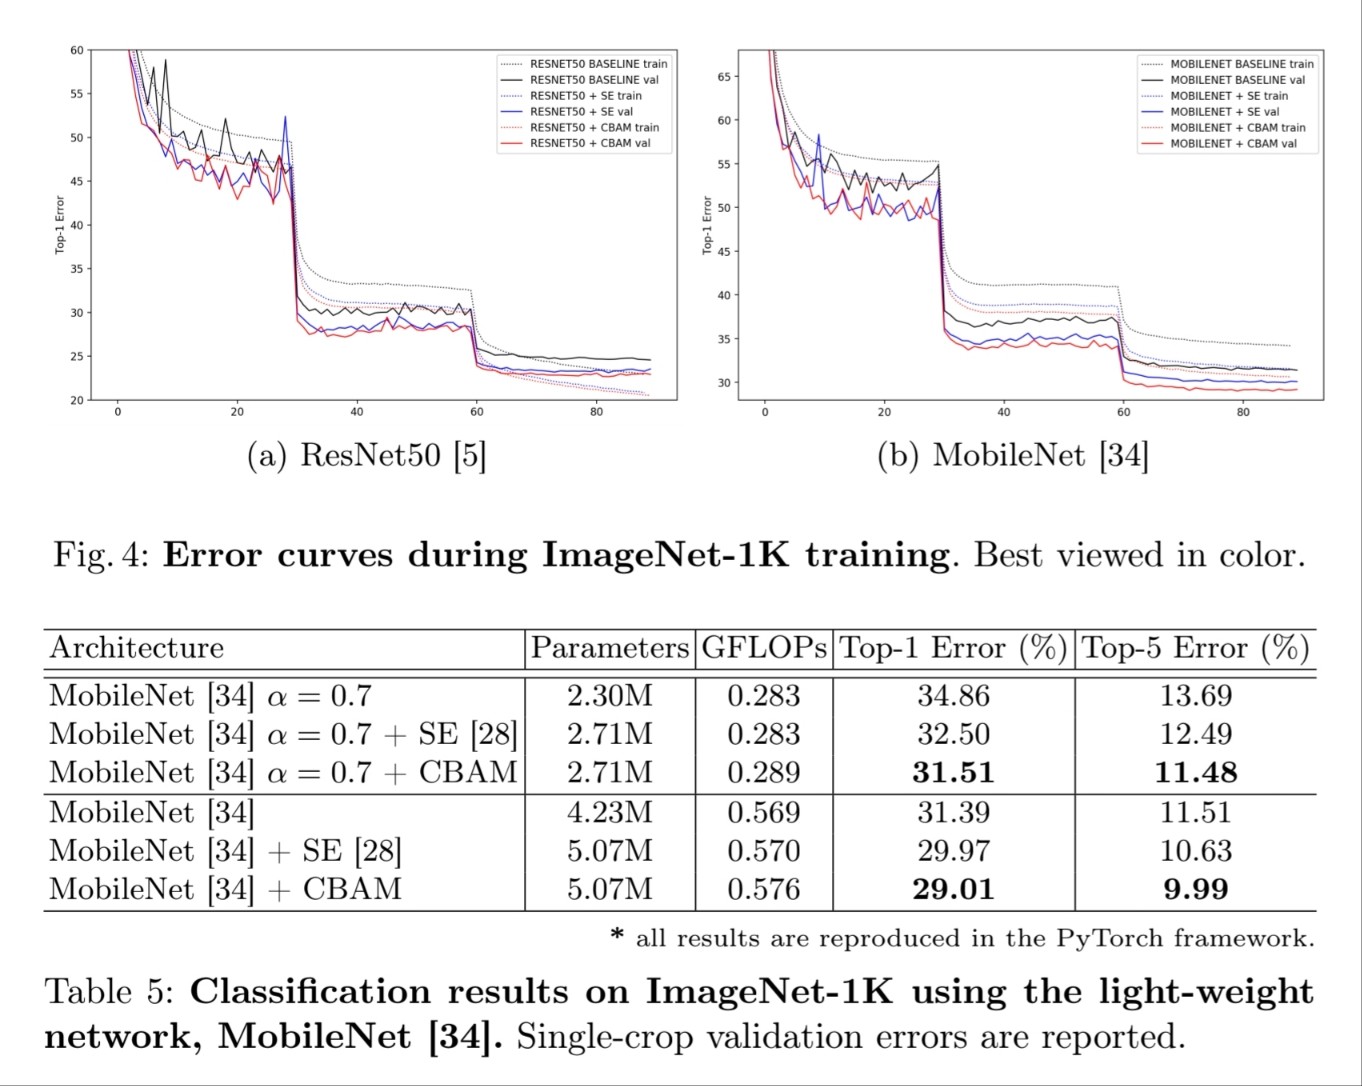 60
55
50
45
40
35
30
25
20
0 20 40 60 80
Top-1 Error
RESNET50 BASELINE train
RESNET50 BASELINE val
RESNET50 + SE train
RESNET50 + SE val
RESNET50 + CBAM train
RESNET50 + CBAM val
(a) ResNet50 [5]
65
60
55
50
45
40
35
30
0 20 40 60 80
Top-1 Error
MOBILENET BASELINE train
MOBILENET BASELINE val
MOBILENET + SE train
MOBILENET + SE val
MOBILENET + CBAM train
MOBILENET + CBAM val
(b) MobileNet [34]
Fig. 4: Error curves during ImageNet-1K training. Best viewed in color.
Architecture Parameters GFLOPs Top-1 Error (%) Top-5 Error (%)
MobileNet [34] α = 0.7 2.30M 0.283 34.86 13.69
MobileNet [34] α = 0.7 + SE [28] 2.71M 0.283 32.50 12.49
MobileNet [34] α = 0.7 + CBAM 2.71M 0.289 31.51 11.48
MobileNet [34] 4.23M 0.569 31.39 11.51
MobileNet [34] + SE [28] 5.07M 0.570 29.97 10.63
MobileNet [34] + CBAM 5.07M 0.576 29.01 9.99
* all results are reproduced in the PyTorch framework.
Table 5: Classification results on ImageNet-1K using the light-weight
network, MobileNet [34]. Single-crop validation errors are reported.